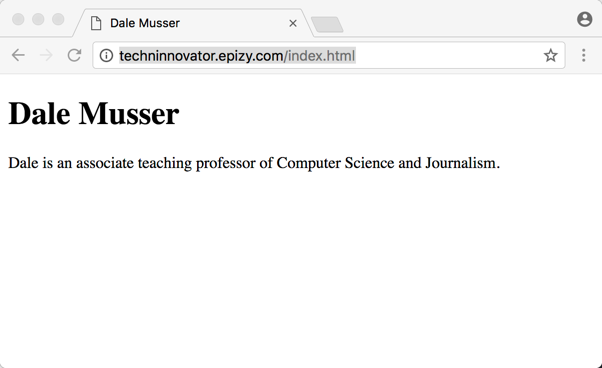 Dale Musser
techninnovator.epizy.com/index.html
Dale Musser
Dale is an associate teaching professor of Computer Science and Journalism.